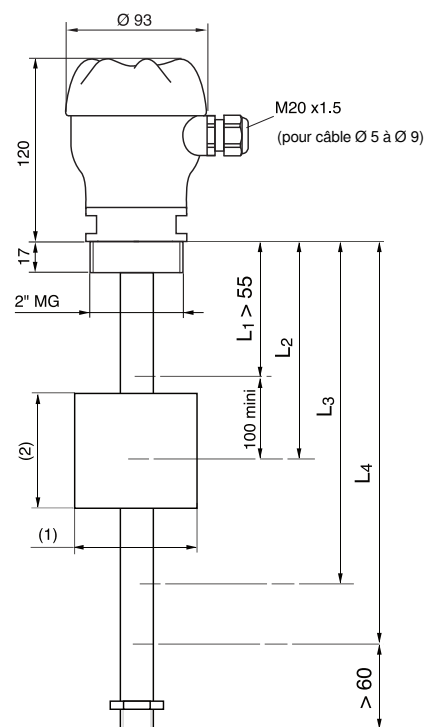 Ø 93
M20 x1.5
(pour câble Ø 5 à Ø 9)
120
17
2" MG
L1 > 55
L2
L3
L4
100 mini
(2)
(1)
> 60